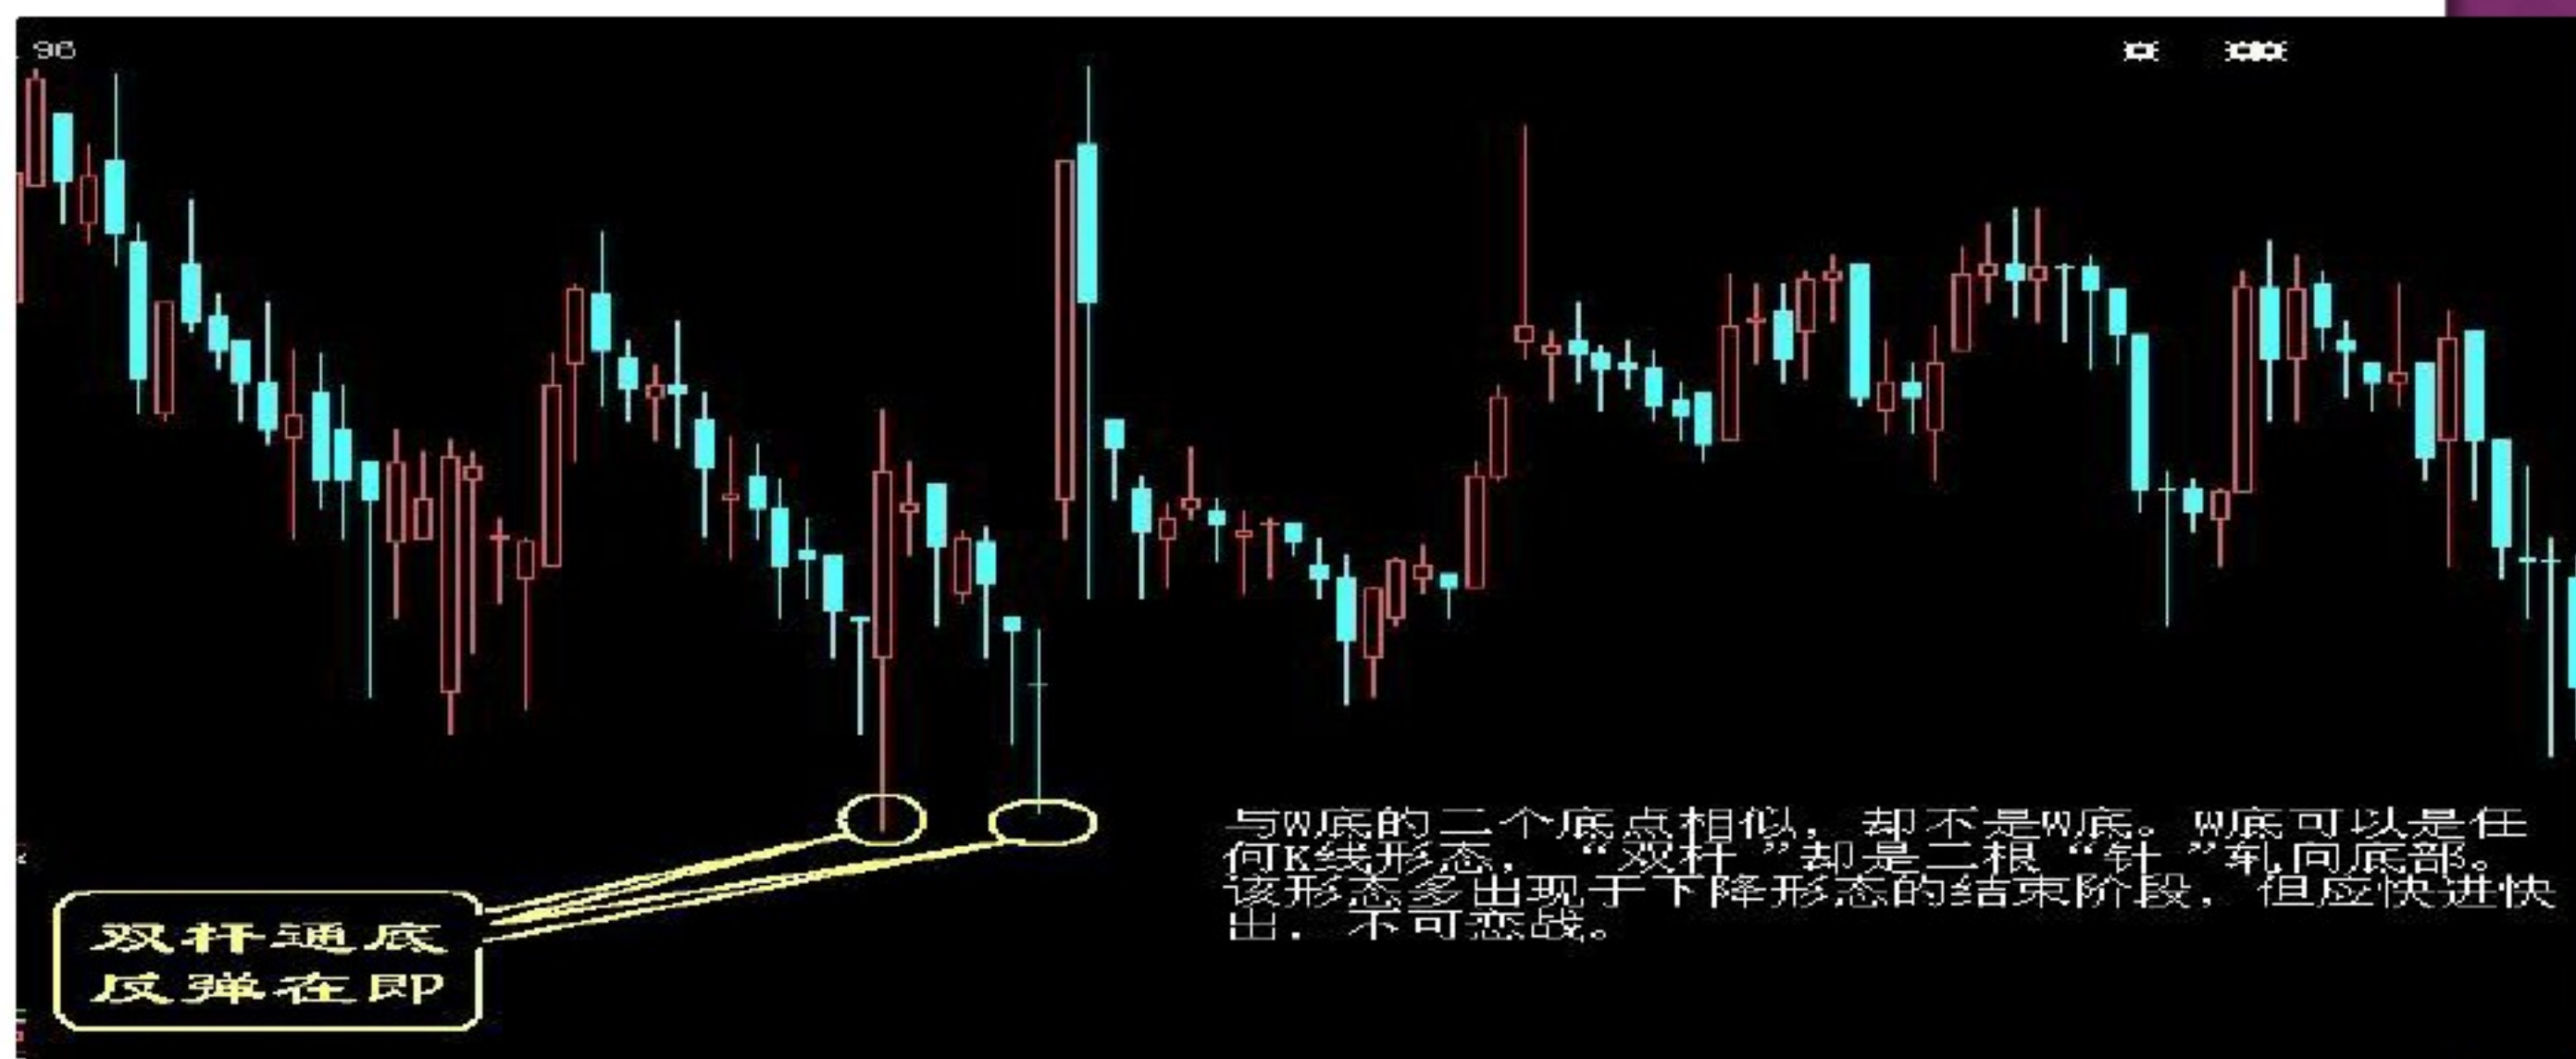 96
与W底的二个底点相似，却不是W底。W底可以是任
何K线形态，“双杆”却是二根“针”轧向底部。
该形态多出现于下降形态的结束阶段，但应快进快
出，不可恋战。
双杆通底
反弹在即